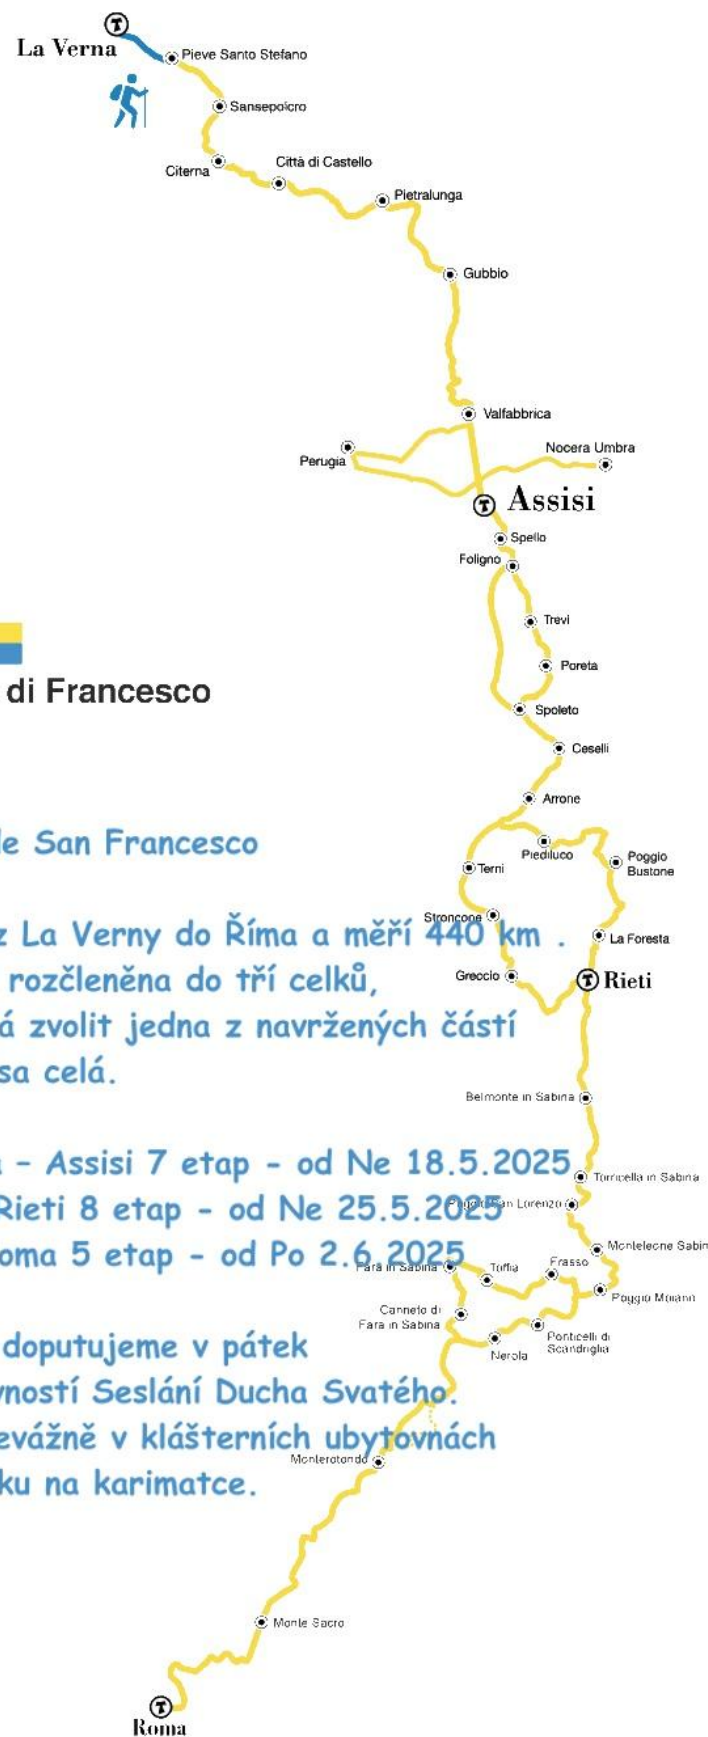 La Verna
Pieve Santo Stefano
Sansepolcro
Citerna
Città di Castello
Pietralunga
Gubbio
Valfabbrica
Perugia
Nocera Umbra
Assisi
Spello
Foligno
Trevi
Poreta
di Francesco
Spoleto
Ceselli
Arrone
San Francesco
Piediluco
Poggio
Bustone
Terni
Stroncone
z La Verny do Říma a měří 440 km .
La Foresta
rozčleněna do tří celků,
Greccio
Rieti
zvolit jedna z navržených částí
celá.
Belmonte in Sabina
– Assisi 7 etap - od Ne 18.5.2025
Torricella in Sabina
Rieti 8 etap - od Ne 25.5.2025
Poggio San Lorenzo
Monteleone Sabin
5 etap - od Po 2.6.2025
Fara in Sabina
Toffia
Frasso
Poggio Moiano
Canneto di
Fara in Sabina
Ponticelli di
Scandriglia
Nerola
doputujeme v pátek
Seslání Ducha Svatého.
v klášterních ubytovnách
na karimatce.
Monterotondo
Monte Sacro
Roma